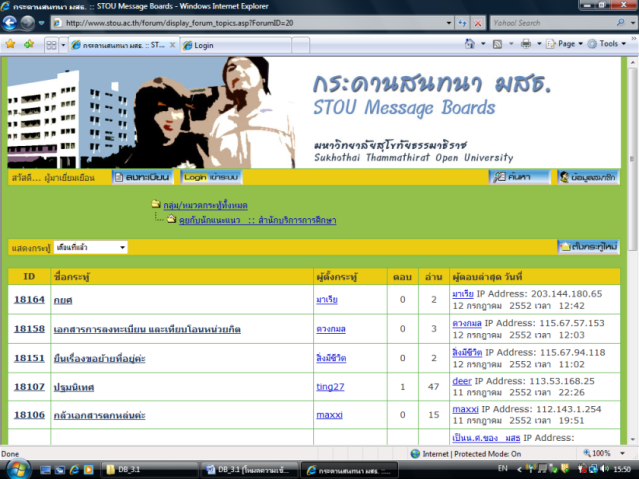 กระดานสนทนา มสธ. :: STOU Message Boards - Windows Internet Explorer
http://www.stou.ac.th/forum/display_forum_topics.asp?ForumID=20
Yahoo! Search
กระดานสนทนา มสธ. :: ST...
Login
Page
Tools
กระดานสนทนา มสธ.
STOU Message Boards
มหาวิทยาลัยสุโขทัยธรรมาธิราช
Sukhothai Thammathirat Open University
สวัสดี... ผู้มาเยี่ยมเยือน ลงทะเบียน Login เข้าระบบ ค้นหา ข้อมูลสมาชิก
กลุ่ม/หมวดกระทู้ทั้งหมด
คุยกับนักแนะแนว :: สำนักบริการการศึกษา
แสดงกระทู้ เดือนที่แล้ว ตั้งกระทู้ใหม่
ID ชื่อกระทู้ ผู้ตั้งกระทู้ ตอบ อ่าน ผู้ตอบล่าสุด วันที่
18164 กยศ มาเรีย 0 2 มาเรีย IP Address: 203.144.180.65
12 กรกฎาคม 2552 เวลา 12:42
18158 เอกสารการลงทะเบียน และเทียบโอนหน่วยกิต ดวงกมล 0 3 ดวงกมล IP Address: 115.67.57.153
12 กรกฎาคม 2552 เวลา 12:03
18151 ยื่นเรื่องขอย้ายที่อยู่ค่ะ สิ่งมีชีวิต 0 2 สิ่งมีชีวิต IP Address: 115.67.94.118
12 กรกฎาคม 2552 เวลา 11:02
18107 ปฐมนิเทศ ting27 1 47 deer IP Address: 113.53.168.25
11 กรกฎาคม 2552 เวลา 22:26
18106 กลัวเอกสารตกหล่นค่ะ maxxi 0 15 maxxi IP Address: 112.143.1.254
11 กรกฎาคม 2552 เวลา 19:51
เป็นน.ศ.ของ มสธ IP Address:
Done
Internet | Protected Mode: On
100%
DB_3.1
EN
15:50